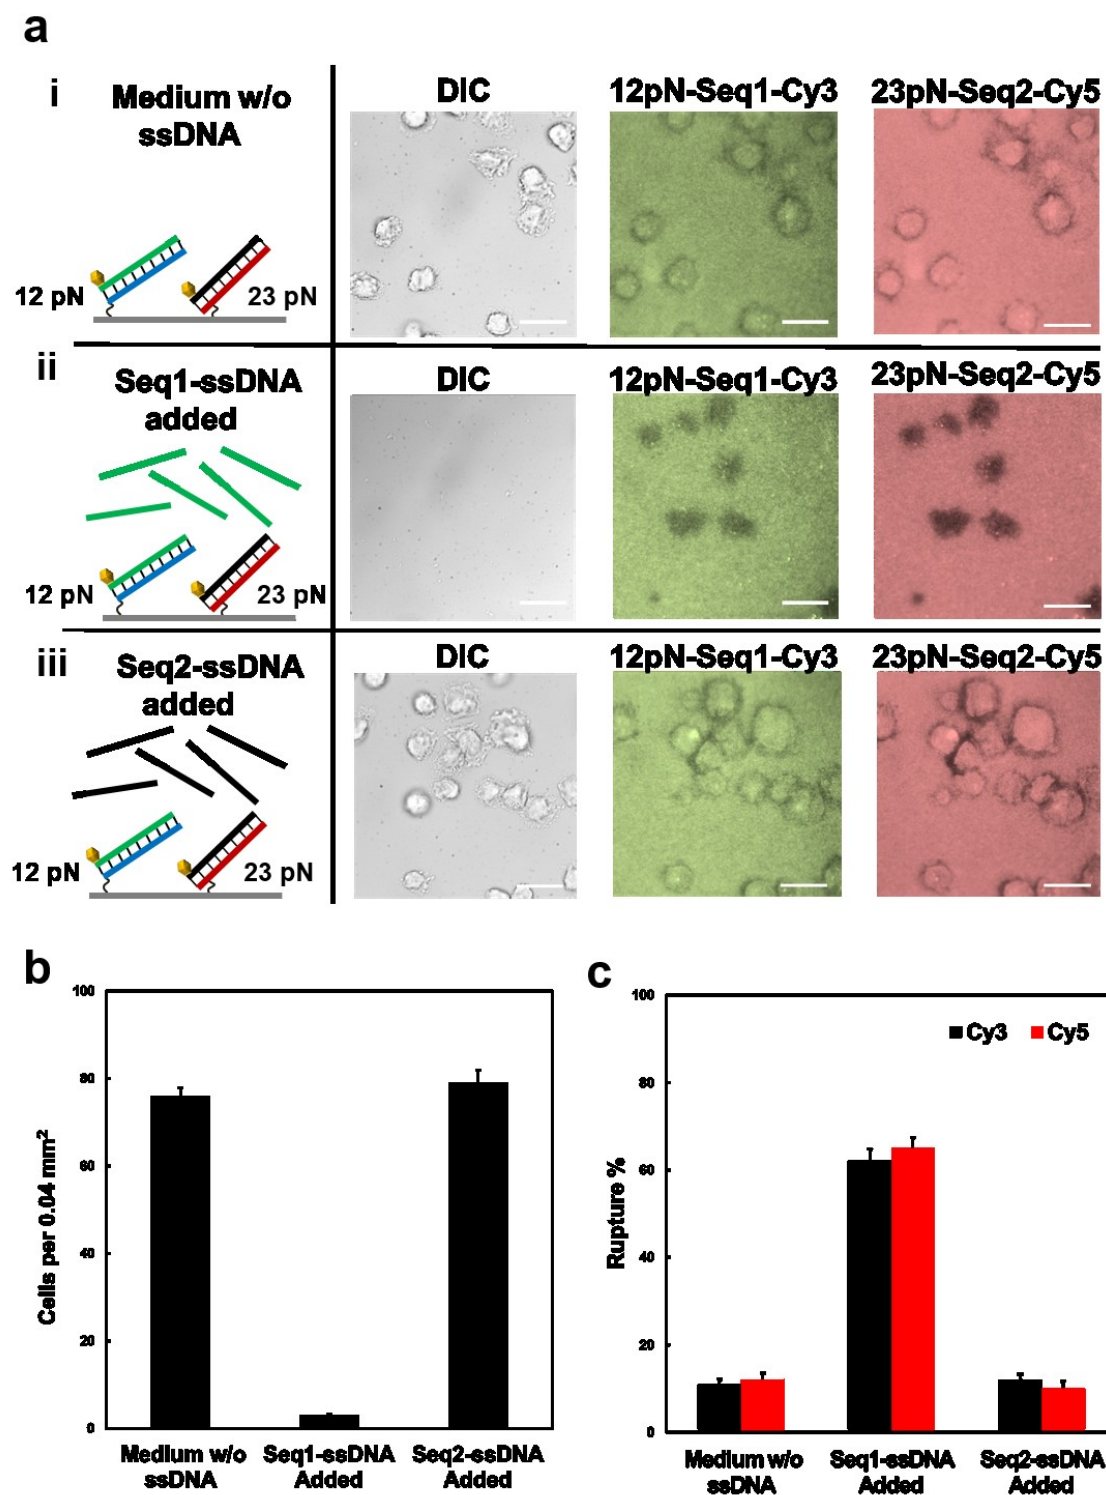 a
i
Medium w/o
ssDNA
DIC
12pN-Seq1-Cy3
23pN-Seq2-Cy5
12 pN
23 pN
ii
Seq1-ssDNA
added
DIC
12pN-Seq1-Cy3
23pN-Seq2-Cy5
12 pN
23 pN
iii
Seq2-ssDNA
added
DIC
12pN-Seq1-Cy3
23pN-Seq2-Cy5
12 pN
23 pN
b
Cells per 0.04 mm²
100
80
60
40
20
0
Medium w/o
ssDNA
Seq1-ssDNA
Added
Seq2-ssDNA
Added
c
Rupture %
100
80
60
40
20
0
Cy3
Cy5
Medium w/o
ssDNA
Seq1-ssDNA
Added
Seq2-ssDNA
Added